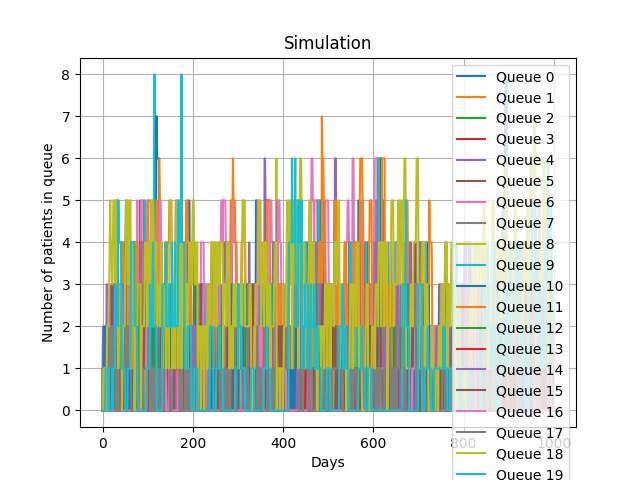 Simulation
Number of patients in queue
8
7
6
5
4
3
2
1
0
0
200
400
600
800
1000
Days
Queue 0
Queue 1
Queue 2
Queue 3
Queue 4
Queue 5
Queue 6
Queue 7
Queue 8
Queue 9
Queue 10
Queue 11
Queue 12
Queue 13
Queue 14
Queue 15
Queue 16
Queue 17
Queue 18
Queue 19